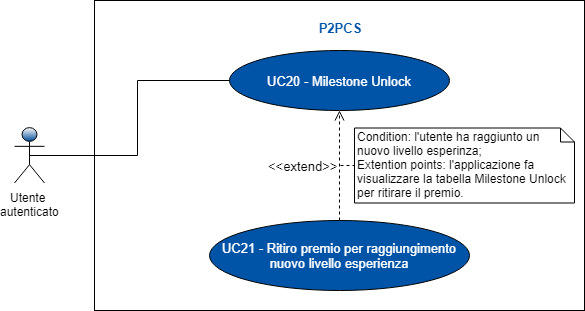 P2PCS
UC20 - Milestone Unlock
Condition: l'utente ha raggiunto un
nuovo livello esperinza;
Extention points: l'applicazione fa
visualizzare la tabella Milestone Unlock
per ritirare il premio.
<<extend>>
Utente
autenticato
UC21 - Ritiro premio per raggiungimento
nuovo livello esperienza